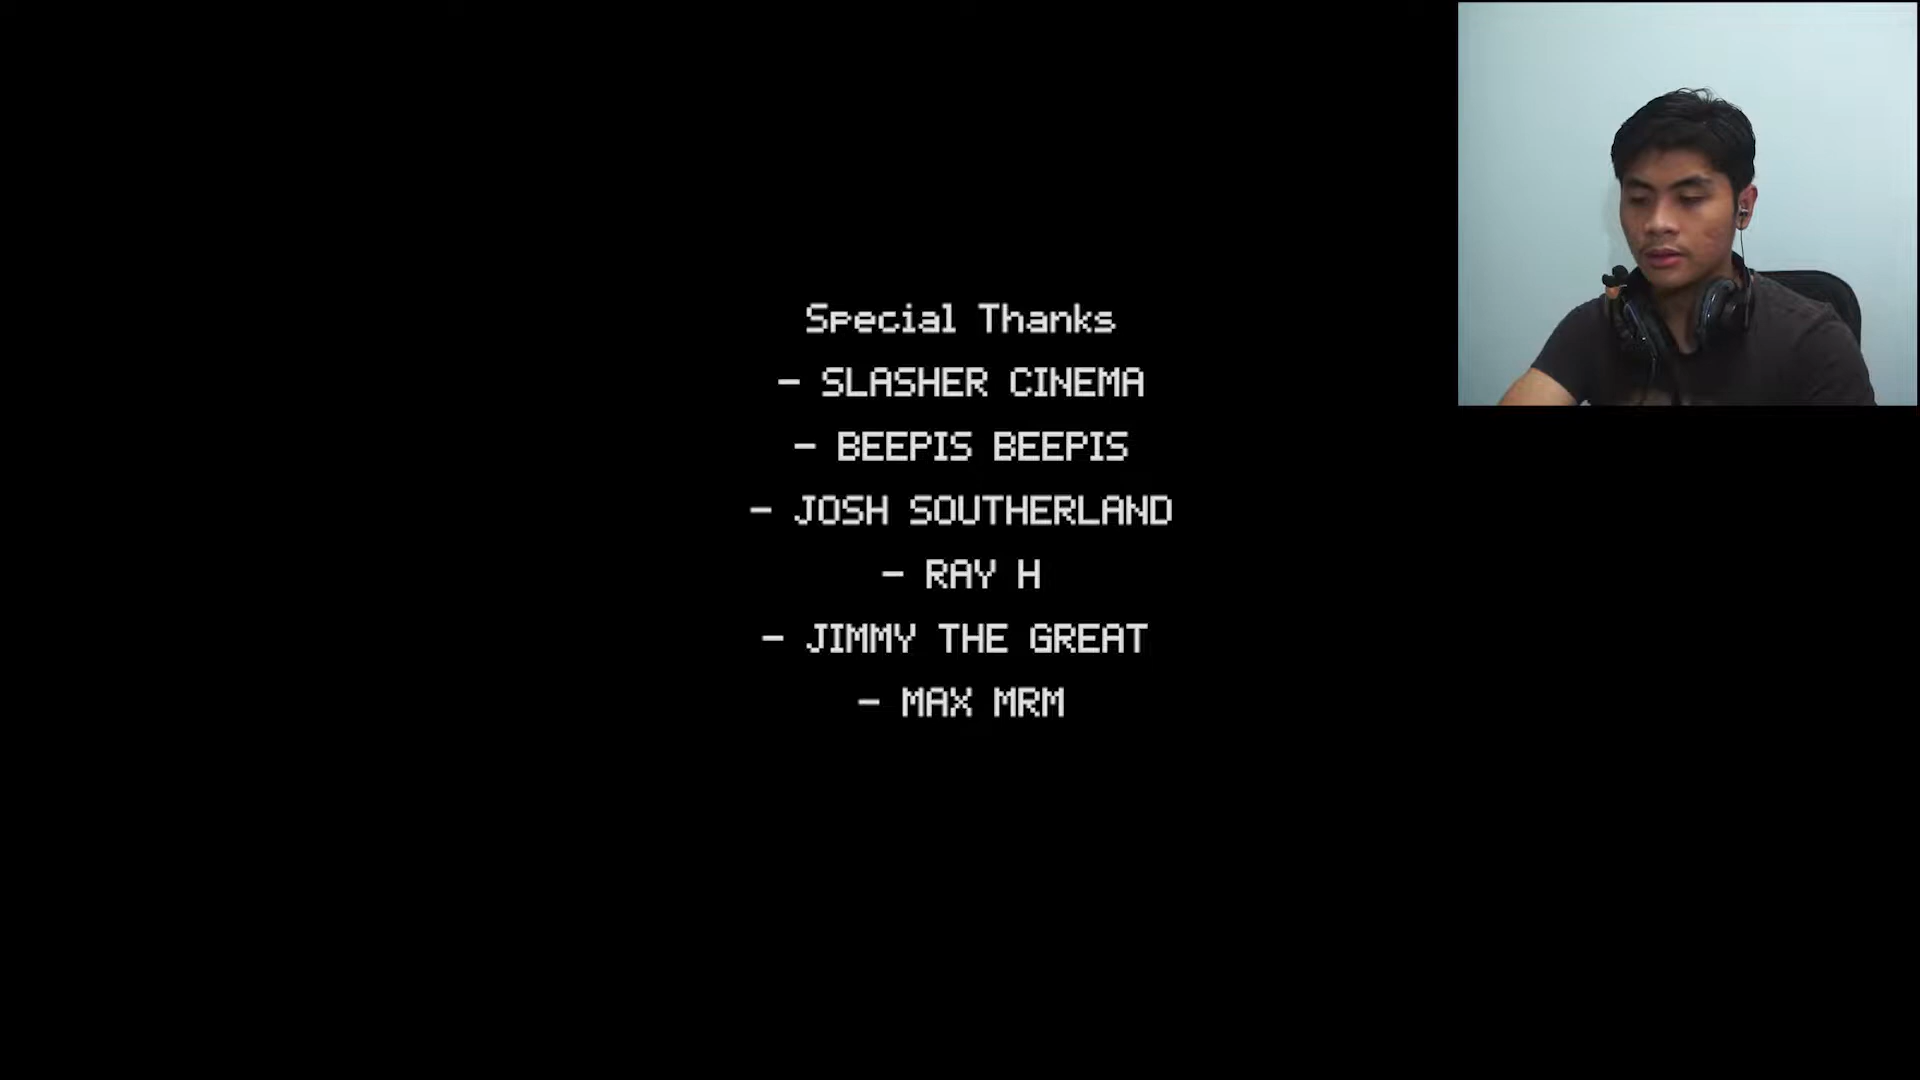 Special Thanks
- SLASHER CINEMA
- BEEPIS BEEPIS
- JOSH SOUTHERLAND
- RAY H
- JIMMY THE GREAT
- MAX MRM